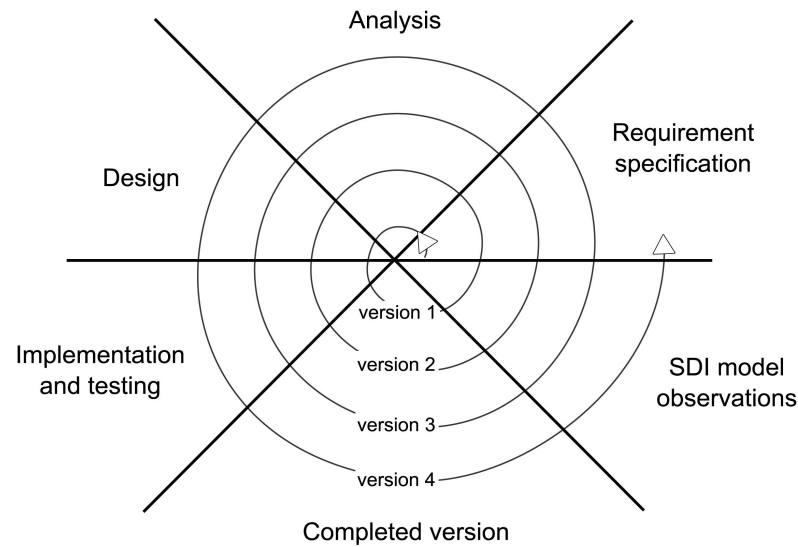 Analysis
Requirement
specification
Design
version 1
Implementation
and testing
version 2
SDI model
observations
version 3
version 4
Completed version